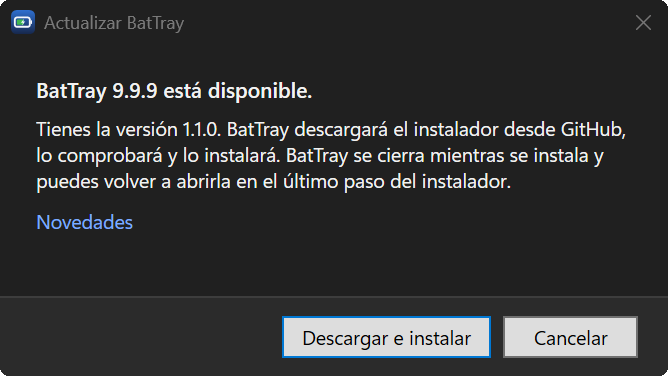 Actualizar BatTray
BatTray 9.9.9 está disponible.
Tienes la versión 1.1.0. BatTray descargará el instalador desde GitHub,
lo comprobará y lo instalará. BatTray se cierra mientras se instala y
puedes volver a abrirla en el último paso del instalador.
Novedades
Descargar e instalar
Cancelar